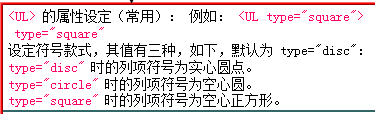 <UL> 的属性设定（常用）： 例如： <UL type="square">
type="square"
设定符号款式，其值有三种，如下，默认为 type="disc"：
type="disc" 时的列项符号为实心圆点。
type="circle" 时的列项符号为空心圆。
type="square" 时的列项符号为空心正方形。